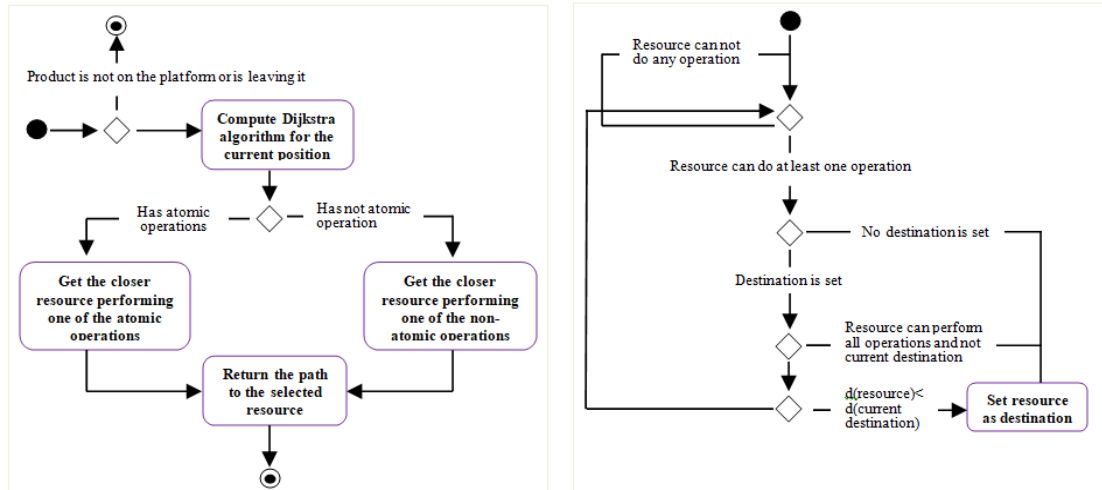 Product is not on the platform or is leaving it
Compute Dijkstra
algorithm for the
current position
Has atomic
operations
Has not atomic
operation
Get the closer
resource performing
one of the atomic
operations
Get the closer
resource performing
one of the non-
atomic operations
Return the path
to the selected
resource
Resource can not
do any operation
Resource can do at least one operation
No destination is set
Destination is set
Resource can perform
all operations and not
current destination
d(resource)<
d(current
destination)
Set resource
as destination